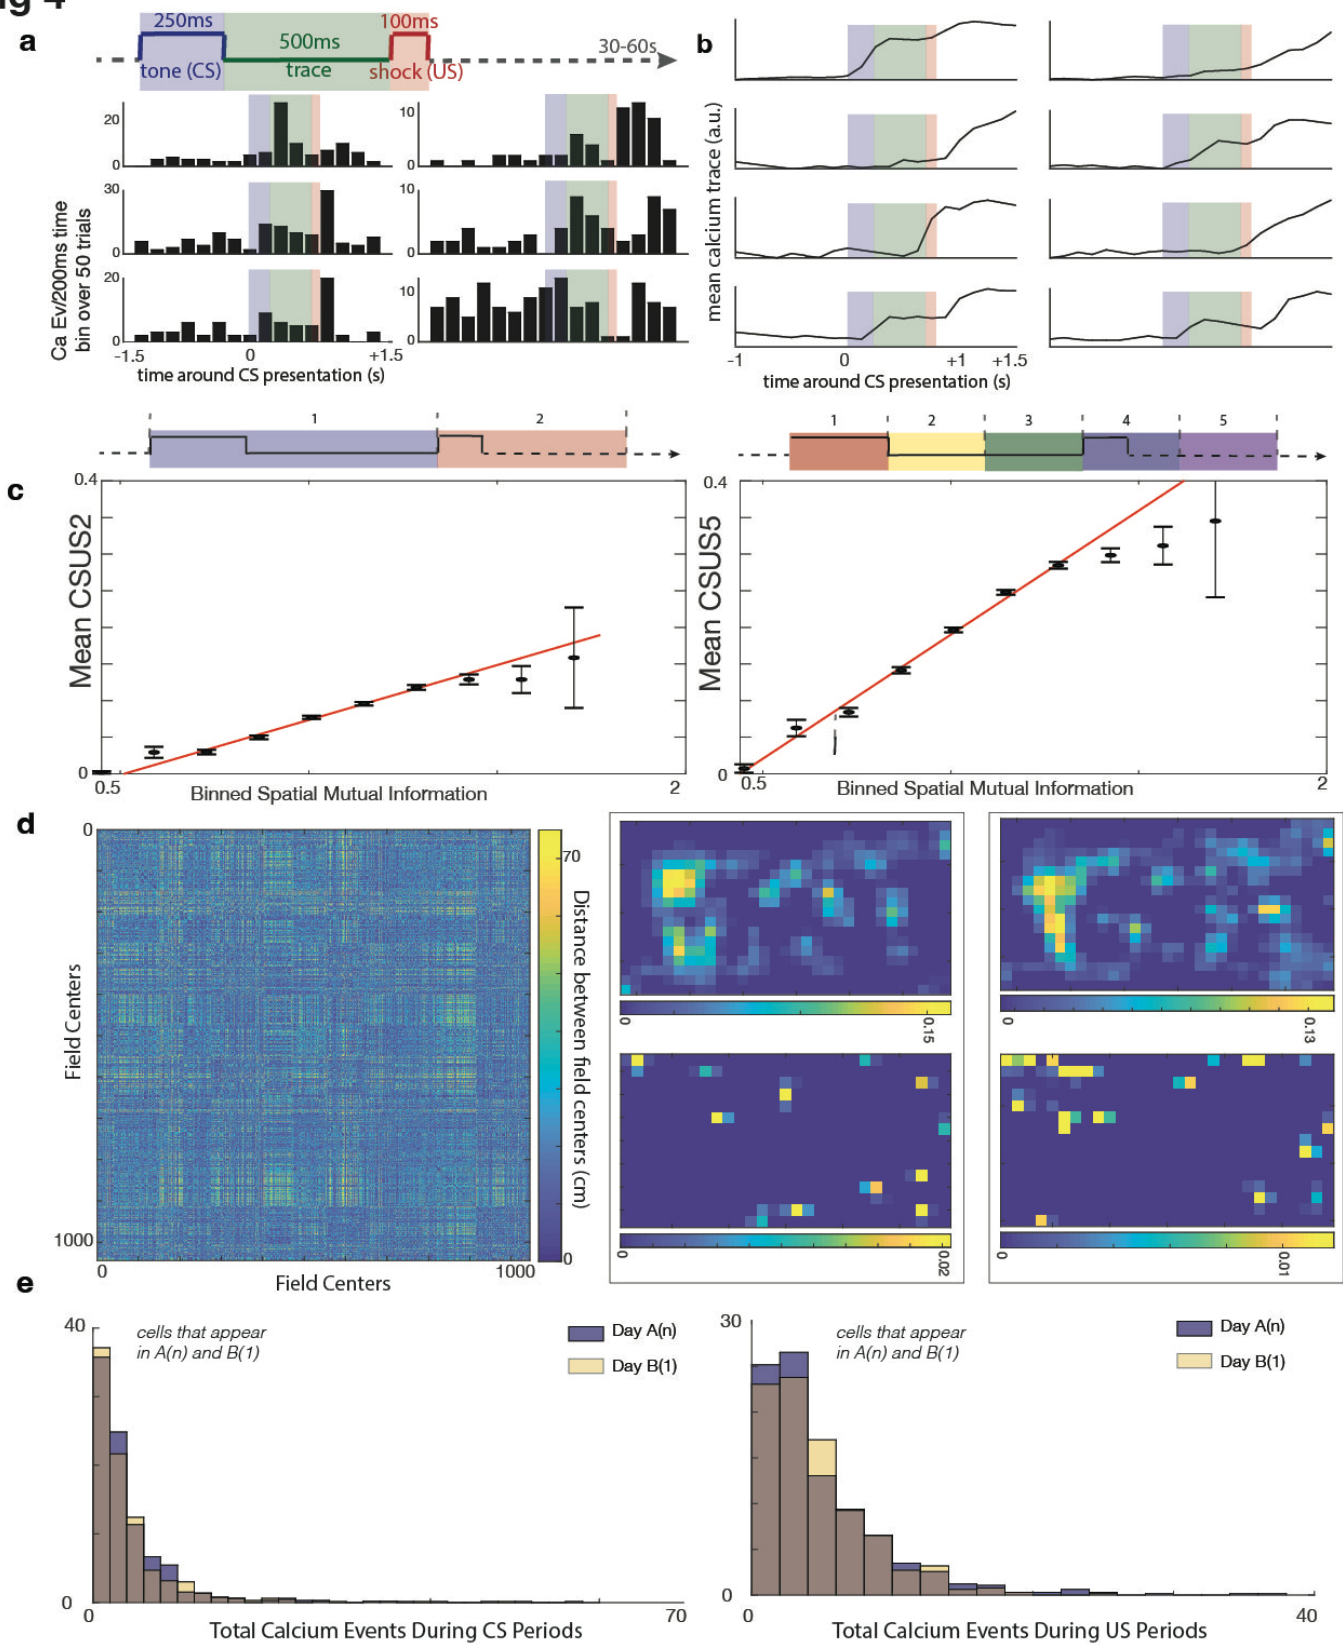 a
250ms
100ms
500ms
30-60s
tone (CS)
trace
shock (US)
Ca Ev/200ms time
bin over 50 trials
20
0
10
0
30
0
10
0
20
0
10
0
-1.5
0
+1.5
time around CS presentation (s)
b
mean calcium trace (a.u.)
-1
0
+1
+1.5
time around CS presentation (s)
1
2
1
2
3
4
5
c
0.4
Mean CSUS2
0
0.5
2
Binned Spatial Mutual Information
0.4
Mean CSUS5
0
0.5
2
Binned Spatial Mutual Information
d
0
Field Centers
1000
0
1000
Field Centers
70
0
Distance between field centers (cm)
0
0.15
0
0.13
0
0.02
0
0.01
e
40
cells that appear
in A(n) and B(1)
Day A(n)
Day B(1)
0
0
70
Total Calcium Events During CS Periods
30
cells that appear
in A(n) and B(1)
Day A(n)
Day B(1)
0
0
40
Total Calcium Events During US Periods